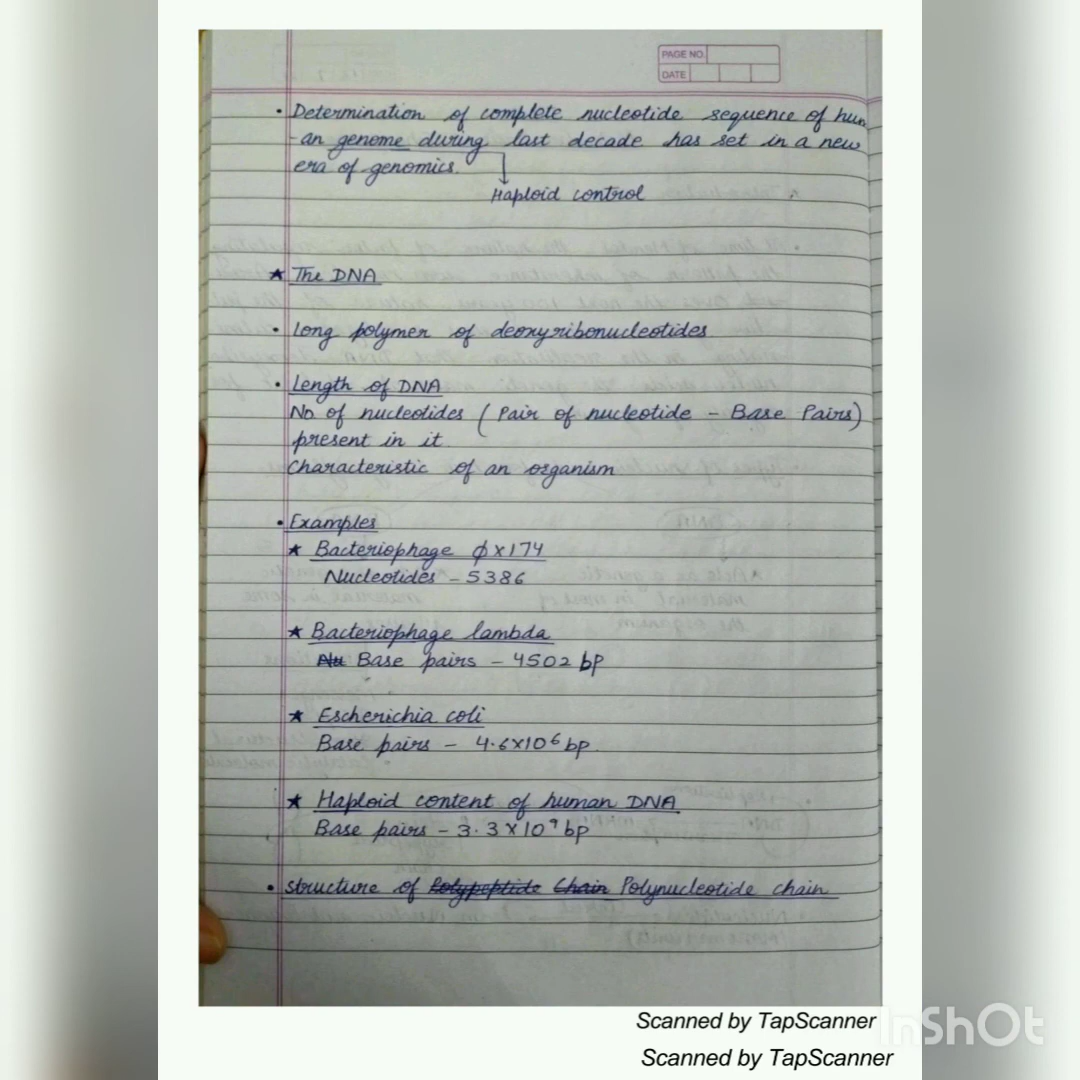 PAGE NO.
DATE
• Determination of complete nucleotide sequence of hum
-an genome during last decade has set in a new
era of genomics.
Haploid control
★ The DNA
• Long polymer of deoxyribonucleotides
• Length of DNA
No of nucleotides (Pair of nucleotide - Base Pairs)
present in it
Characteristic of an organism
• Examples
★ Bacteriophage ϕ×174
Nucleotides - 5386
★ Bacteriophage lambda
Nu Base pairs - 4502 bp
★ Escherichia coli
Base pairs - 4.6×10⁶ bp.
★ Haploid content of human DNA
Base pairs - 3.3×10⁹ bp
• Structure of Polypeptide Chain Polynucleotide chain
Scanned by TapScanner
Scanned by TapScanner
InShOt